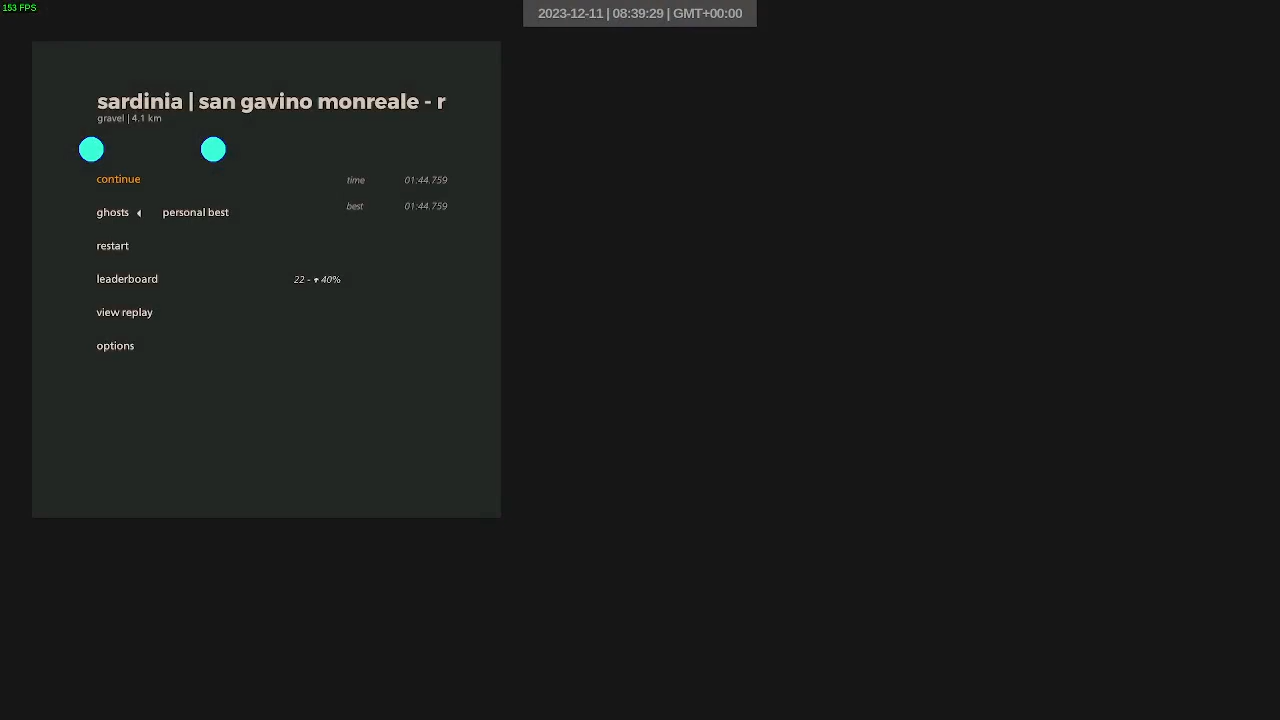 153 FPS
2023-12-11 | 08:39:29 | GMT+00:00
sardinia | san gavino monreale - r
gravel | 4.1 km
continue
time 01:44.759
ghosts personal best
best 01:44.759
restart
leaderboard 22 - 40%
view replay
options